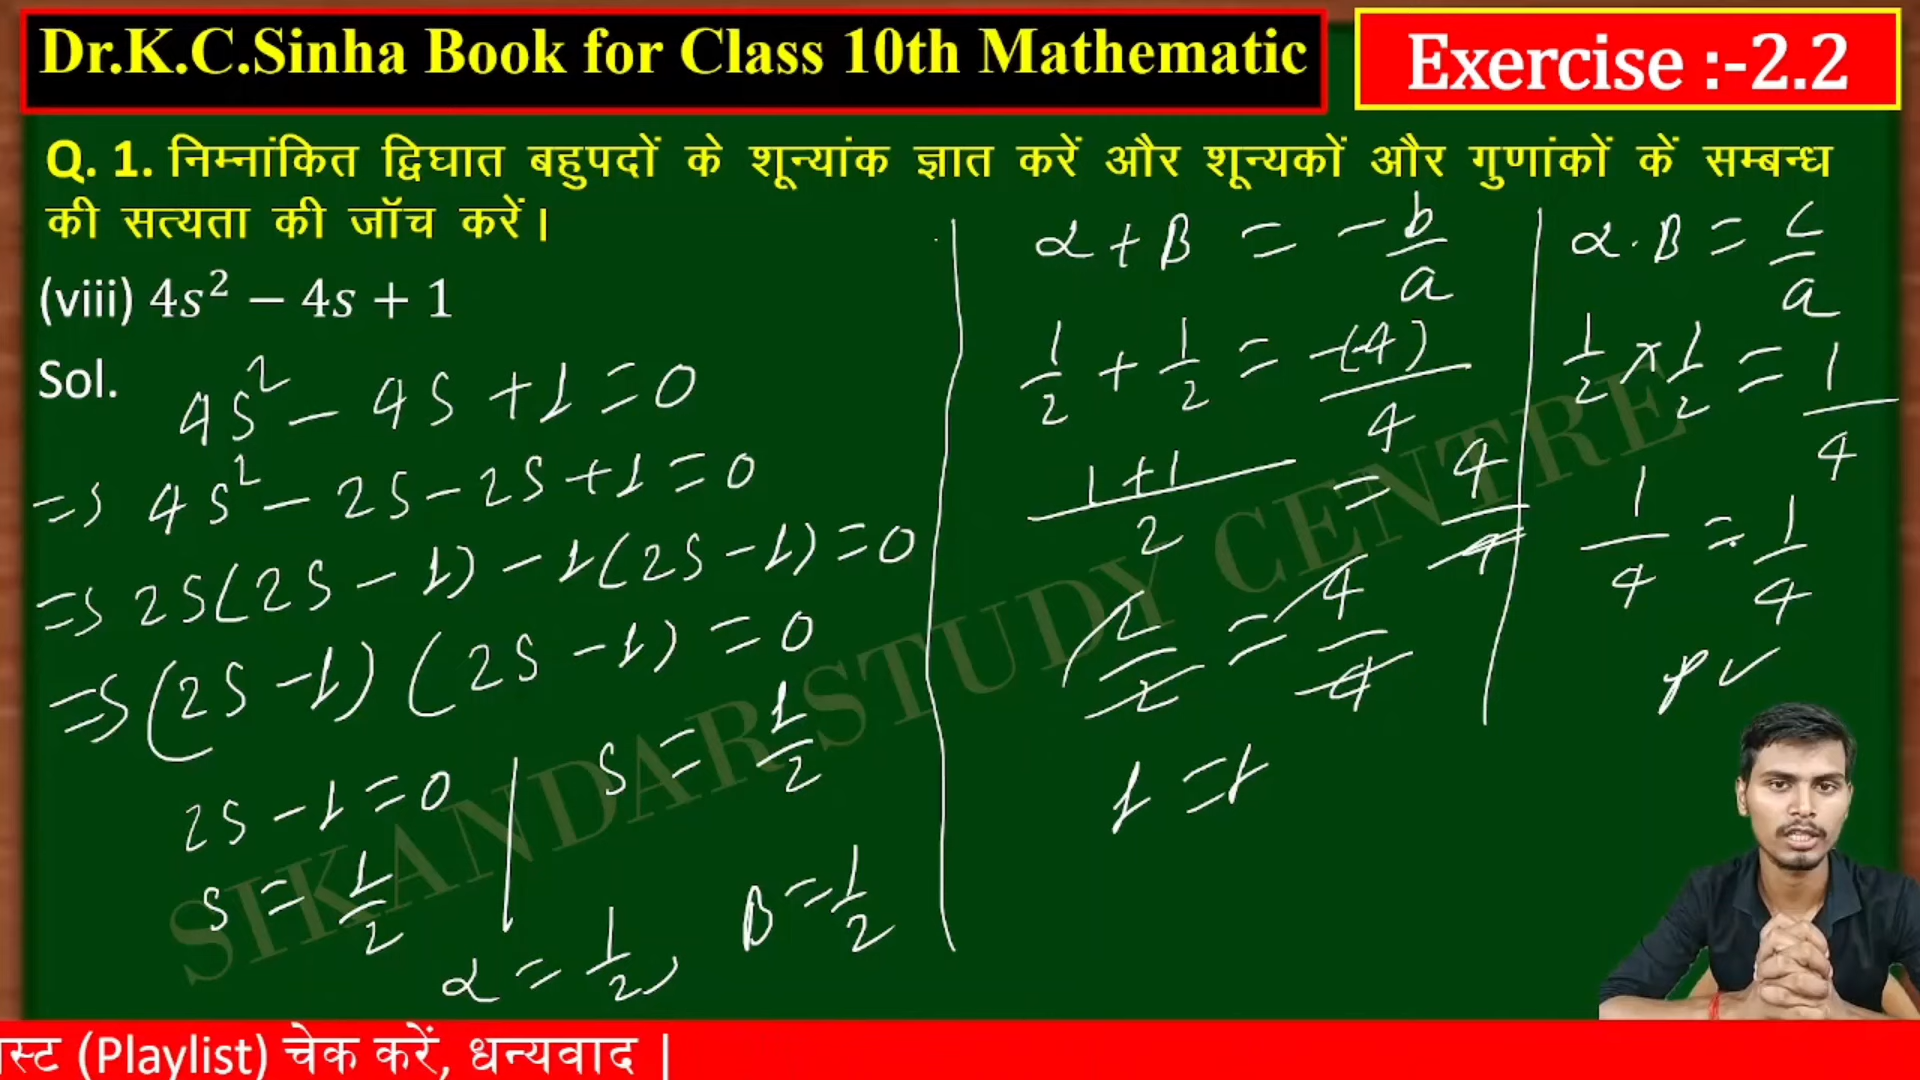 Dr.K.C.Sinha Book for Class 10th Mathematic
Exercise :-2.2
Q. 1. निम्नांकित द्विघात बहुपदों के शून्यांक ज्ञात करें और शून्यकों और गुणांकों कें सम्बन्ध
की सत्यता की जॉच करें।
(viii) 4s² − 4s + 1
Sol.
4s² − 4s + 1 = 0
⇒ 4s² − 2s − 2s + 1 = 0
⇒ 2s(2s − 1) − 1(2s − 1) = 0
⇒ (2s − 1) (2s − 1) = 0
2s − 1 = 0
s = 1/2
s = 1/2
α = 1/2, β = 1/2
α + β = −b/a
1/2 + 1/2 = −(−4)/4
1+1/2 = 4/4
2/2 = 4/4
1 = 1
α · β = c/a
1/2 × 1/2 = 1/4
1/4 = 1/4
SIKANDAR STUDY CENTRE
स्ट (Playlist) चेक करें, धन्यवाद |